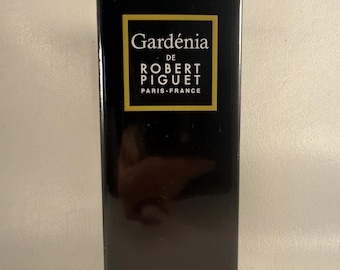 Gardénia
DE
ROBERT
PIGUET
PARIS-FRANCE